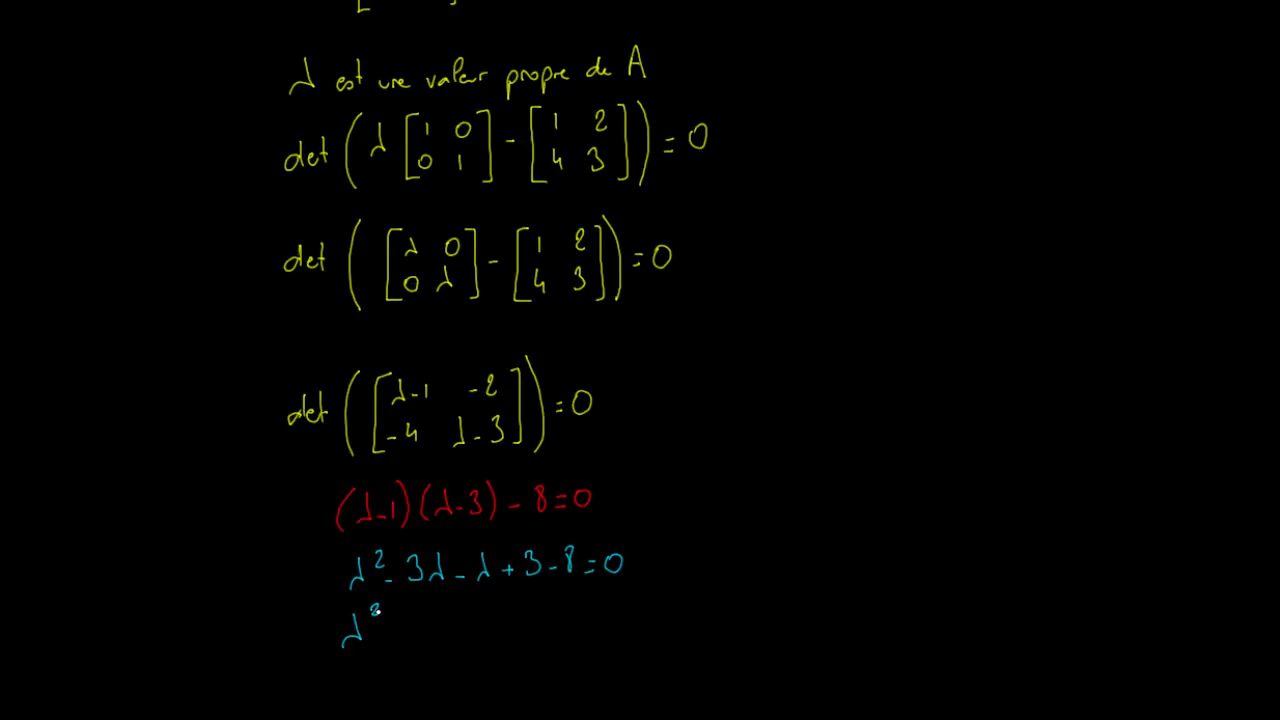 λ est une valeur propre de A
det ( λ [ 1 0 ; 0 1 ] - [ 1 2 ; 4 3 ] ) = 0
det ( [ λ 0 ; 0 λ ] - [ 1 2 ; 4 3 ] ) = 0
det ( [ λ-1 -2 ; -4 λ-3 ] ) = 0
(λ-1)(λ-3) - 8 = 0
λ² - 3λ - λ + 3 - 8 = 0
λ²